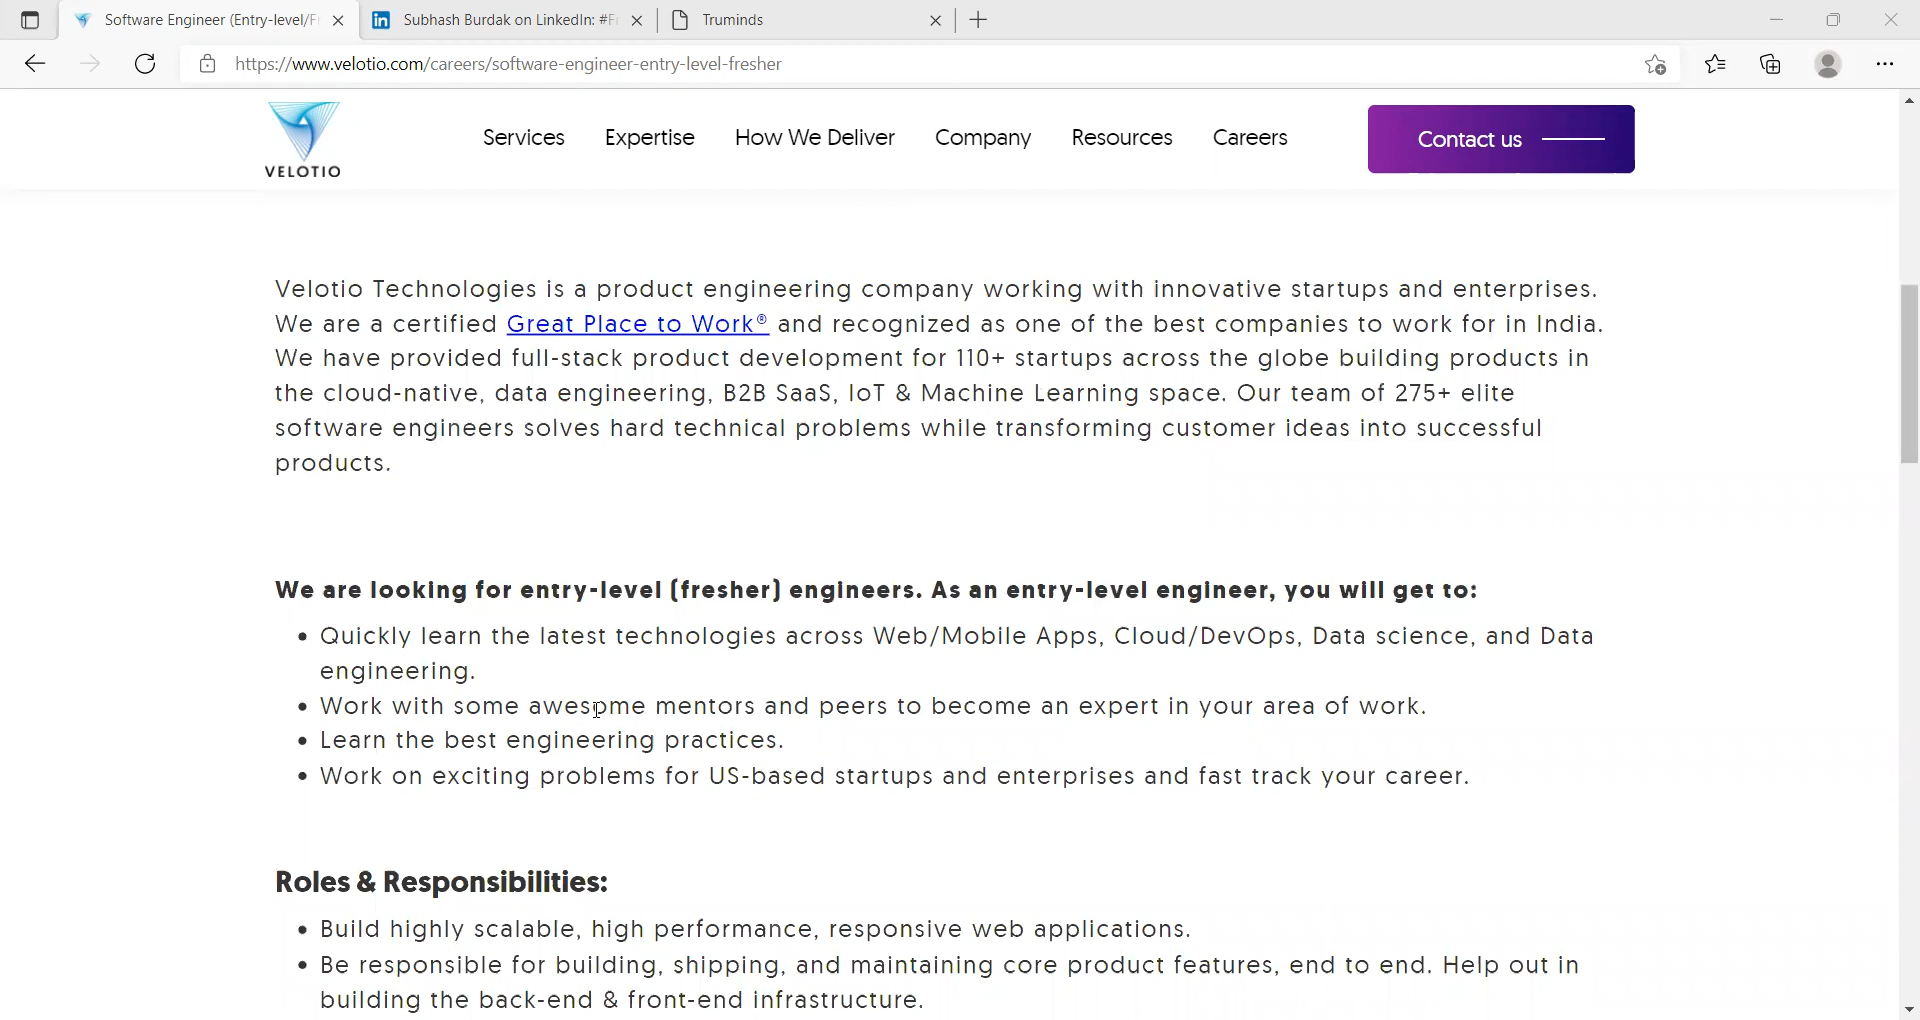 Software Engineer (Entry-level/F
Subhash Burdak on LinkedIn: #F
Truminds
https://www.velotio.com/careers/software-engineer-entry-level-fresher
VELOTIO
Services
Expertise
How We Deliver
Company
Resources
Careers
Contact us
Velotio Technologies is a product engineering company working with innovative startups and enterprises.
We are a certified Great Place to Work® and recognized as one of the best companies to work for in India.
We have provided full-stack product development for 110+ startups across the globe building products in
the cloud-native, data engineering, B2B SaaS, IoT & Machine Learning space. Our team of 275+ elite
software engineers solves hard technical problems while transforming customer ideas into successful
products.
We are looking for entry-level (fresher) engineers. As an entry-level engineer, you will get to:
• Quickly learn the latest technologies across Web/Mobile Apps, Cloud/DevOps, Data science, and Data
engineering.
• Work with some awesome mentors and peers to become an expert in your area of work.
• Learn the best engineering practices.
• Work on exciting problems for US-based startups and enterprises and fast track your career.
Roles & Responsibilities:
• Build highly scalable, high performance, responsive web applications.
• Be responsible for building, shipping, and maintaining core product features, end to end. Help out in
building the back-end & front-end infrastructure.